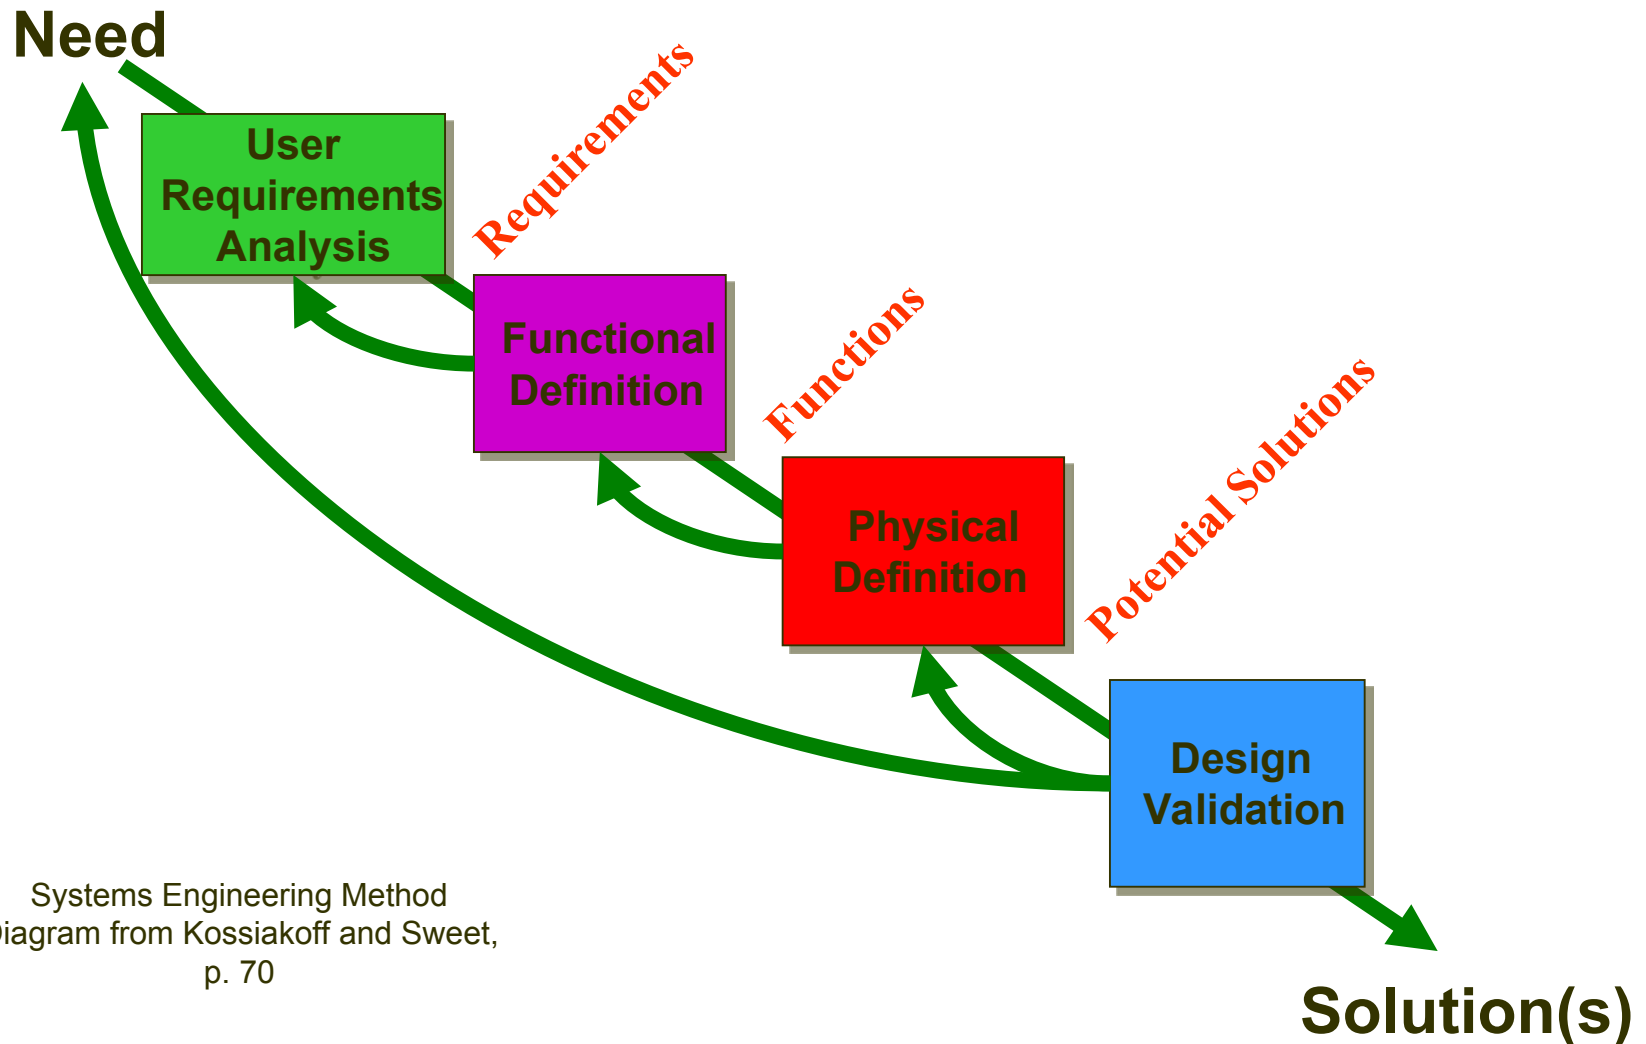 Need
User
Requirements
Analysis
Requirements
Functional
Definition
Functions
Physical
Definition
Potential Solutions
Design
Validation
Systems Engineering Method
Diagram from Kossiakoff and Sweet,
p. 70
Solution(s)